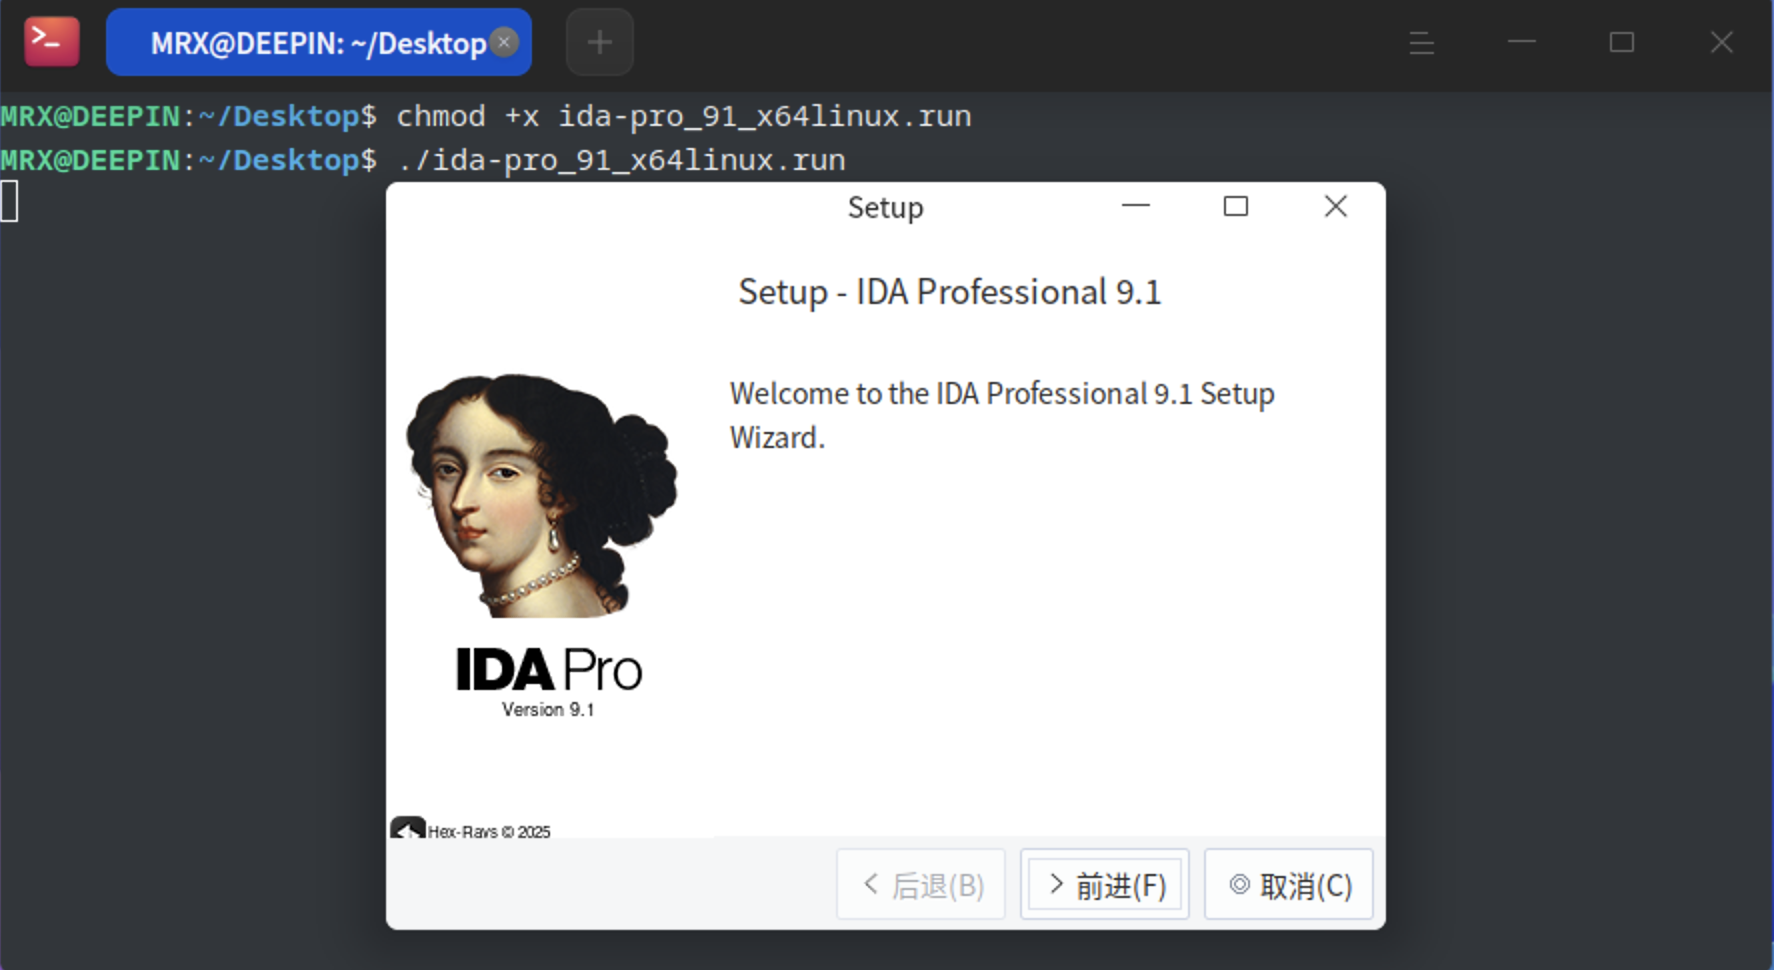 MRX@DEEPIN: ~/Desktop
MRX@DEEPIN:~/Desktop$ chmod +x ida-pro_91_x64linux.run
MRX@DEEPIN:~/Desktop$ ./ida-pro_91_x64linux.run
Setup
Setup - IDA Professional 9.1
Welcome to the IDA Professional 9.1 Setup
Wizard.
IDA Pro
Version 9.1
Hex-Rays © 2025
后退(B)
前进(F)
取消(C)